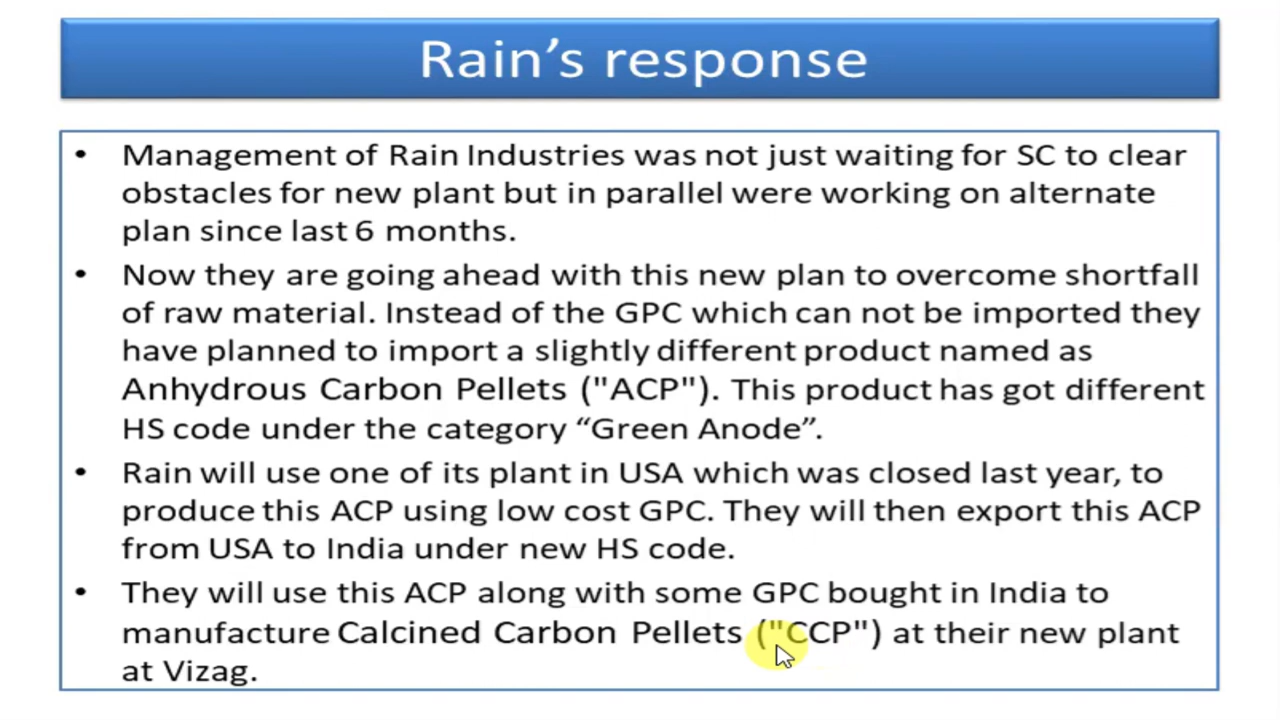 Rain’s response
• Management of Rain Industries was not just waiting for SC to clear
obstacles for new plant but in parallel were working on alternate
plan since last 6 months.
• Now they are going ahead with this new plan to overcome shortfall
of raw material. Instead of the GPC which can not be imported they
have planned to import a slightly different product named as
Anhydrous Carbon Pellets ("ACP"). This product has got different
HS code under the category “Green Anode”.
• Rain will use one of its plant in USA which was closed last year, to
produce this ACP using low cost GPC. They will then export this ACP
from USA to India under new HS code.
• They will use this ACP along with some GPC bought in India to
manufacture Calcined Carbon Pellets ("CCP") at their new plant
at Vizag.